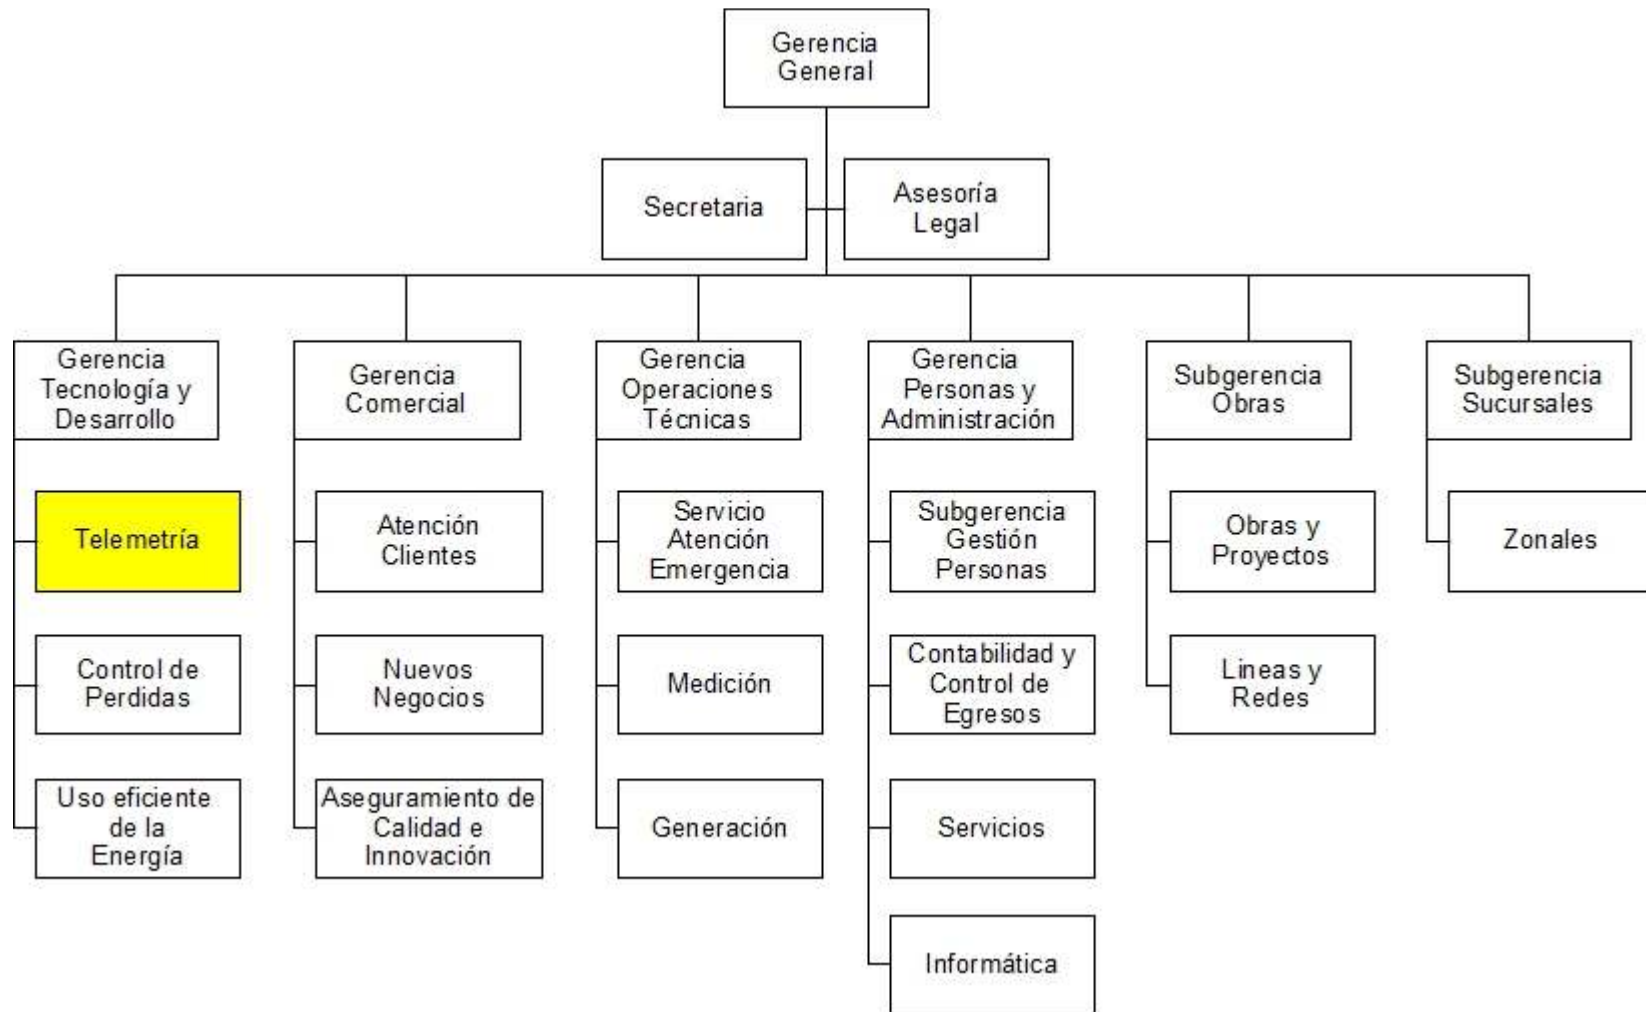 Gerencia
General
Secretaria
Asesoría
Legal
Gerencia
Tecnología y
Desarrollo
Gerencia
Comercial
Gerencia
Operaciones
Técnicas
Gerencia
Personas y
Administración
Subgerencia
Obras
Subgerencia
Sucursales
Telemetría
Atención
Clientes
Servicio
Atención
Emergencia
Subgerencia
Gestión
Personas
Obras y
Proyectos
Zonales
Control de
Perdidas
Nuevos
Negocios
Medición
Contabilidad y
Control de
Egresos
Lineas y
Redes
Uso eficiente
de la
Energía
Aseguramiento de
Calidad e
Innovación
Generación
Servicios
Informática